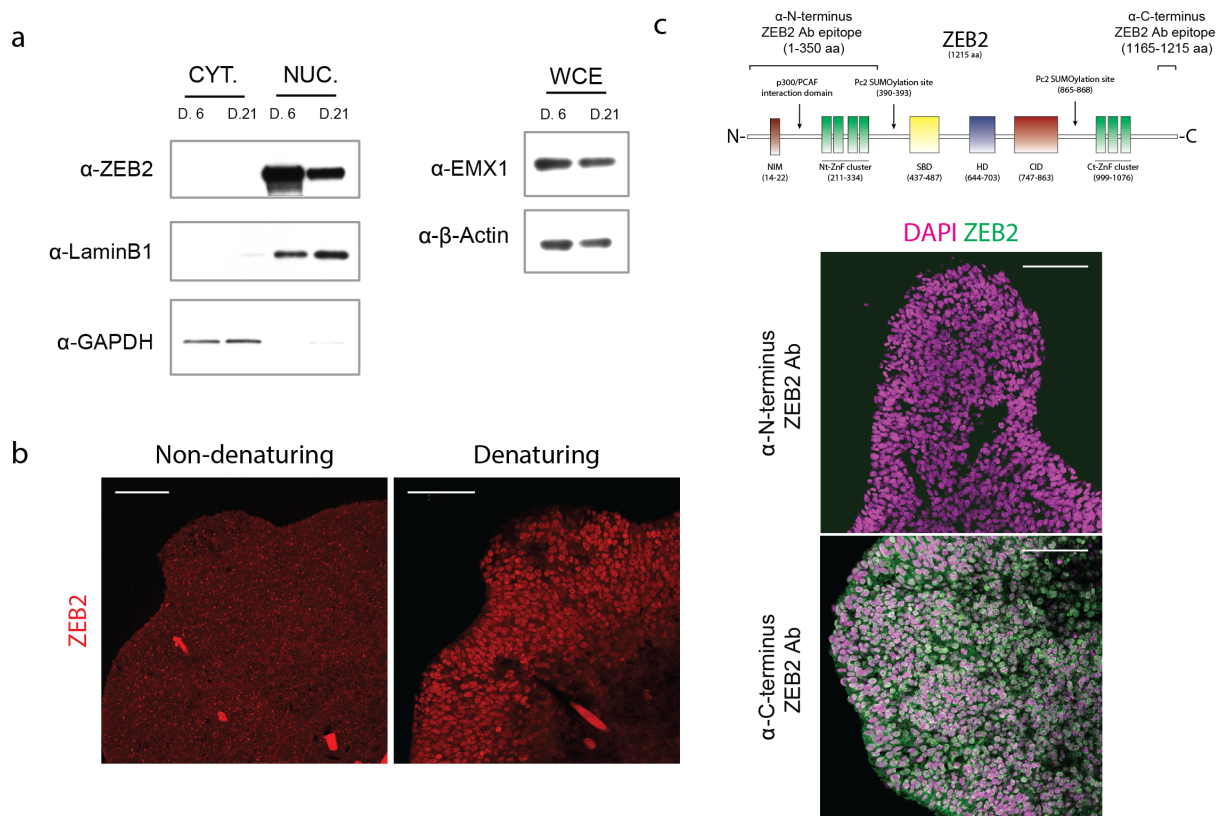 a
CYT.
NUC.
D. 6
D.21
D. 6
D.21
α-ZEB2
α-LaminB1
α-GAPDH
WCE
D. 6
D.21
α-EMX1
α-β-Actin
b
Non-denaturing
Denaturing
ZEB2
c
α-N-terminus
ZEB2 Ab epitope
(1-350 aa)
ZEB2
(1215 aa)
α-C-terminus
ZEB2 Ab epitope
(1165-1215 aa)
p300/PCAF
interaction domain
Pc2 SUMOylation site
(390-393)
Pc2 SUMOylation site
(865-868)
N-
-C
NIM
(14-22)
Nt-ZnF cluster
(211-334)
SBD
(437-487)
HD
(644-703)
CID
(747-863)
Ct-ZnF cluster
(999-1076)
DAPI ZEB2
α-N-terminus
ZEB2 Ab
α-C-terminus
ZEB2 Ab